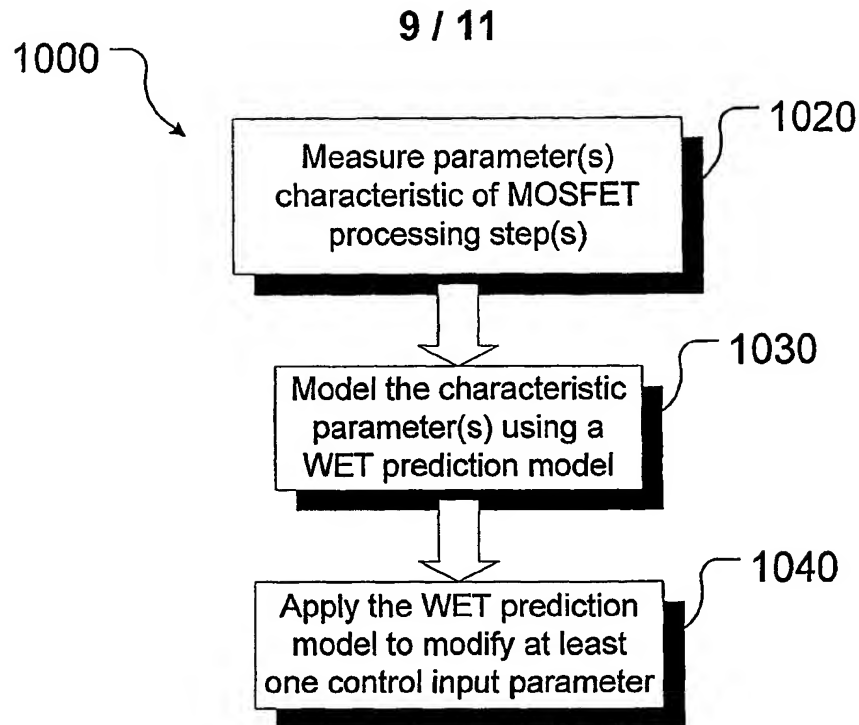 9 / 11
1000
1020
Measure parameter(s)
characteristic of MOSFET
processing step(s)
1030
Model the characteristic
parameter(s) using a
WET prediction model
1040
Apply the WET prediction
model to modify at least
one control input parameter